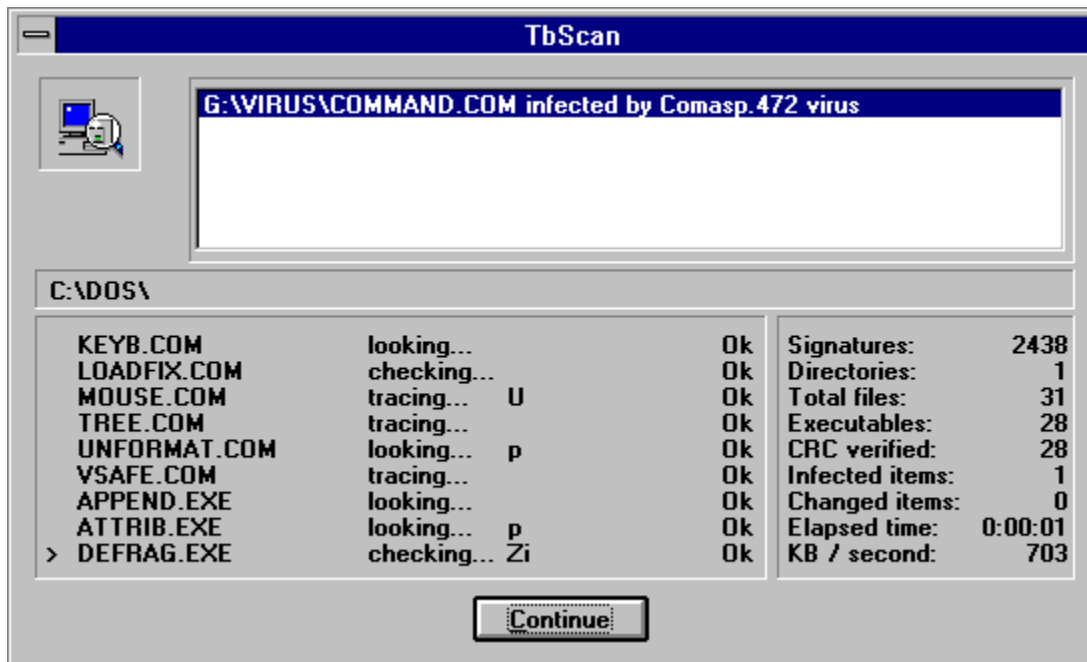 TbScan
G:\VIRUS\COMMAND.COM infected by Comasp.472 virus
C:\DOS\
KEYB.COM looking... Ok
LOADFIX.COM checking... Ok
MOUSE.COM tracing... U Ok
TREE.COM tracing... Ok
UNFORMAT.COM looking... p Ok
VSAFE.COM tracing... Ok
APPEND.EXE looking... Ok
ATTRIB.EXE looking... p Ok
> DEFRAG.EXE checking... Zi Ok
Signatures: 2438
Directories: 1
Total files: 31
Executables: 28
CRC verified: 28
Infected items: 1
Changed items: 0
Elapsed time: 0:00:01
KB / second: 703
Continue